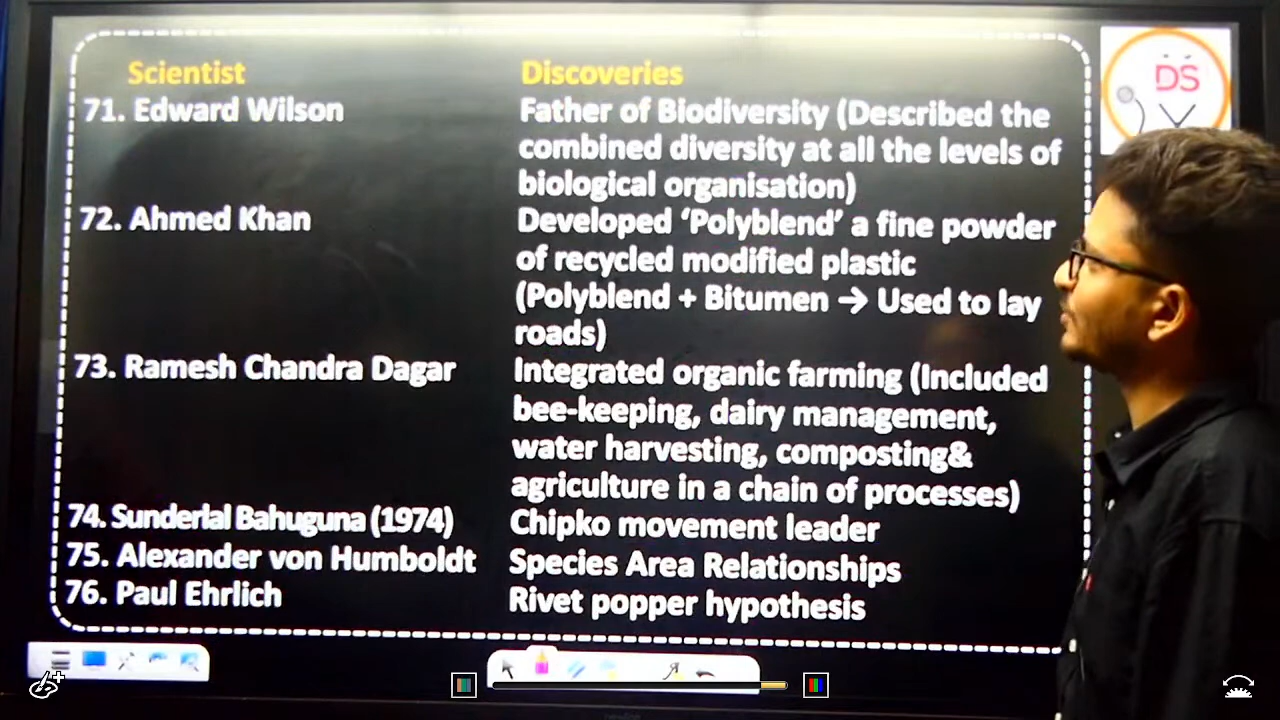 Scientist Discoveries
71. Edward Wilson Father of Biodiversity (Described the
combined diversity at all the levels of
biological organisation)
72. Ahmed Khan Developed ‘Polyblend’ a fine powder
of recycled modified plastic
(Polyblend + Bitumen → Used to lay
roads)
73. Ramesh Chandra Dagar Integrated organic farming (Included
bee-keeping, dairy management,
water harvesting, composting&
agriculture in a chain of processes)
74. Sunderlal Bahuguna (1974) Chipko movement leader
75. Alexander von Humboldt Species Area Relationships
76. Paul Ehrlich Rivet popper hypothesis
DS